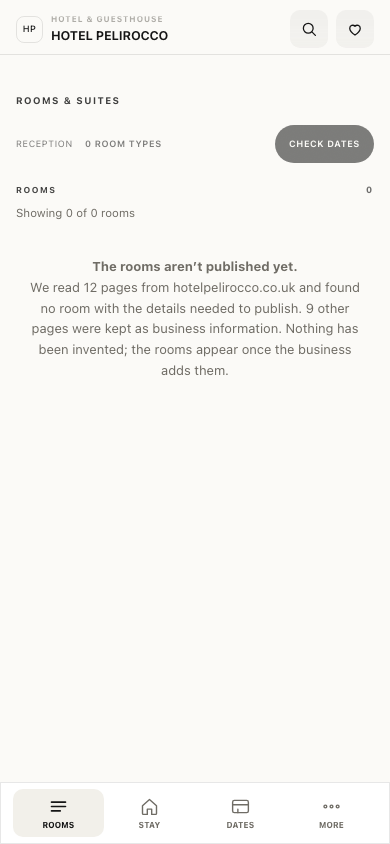 HP
HOTEL & GUESTHOUSE
HOTEL PELIROCCO
ROOMS & SUITES
RECEPTION 0 ROOM TYPES
CHECK DATES
ROOMS 0
Showing 0 of 0 rooms
The rooms aren’t published yet.
We read 12 pages from hotelpelirocco.co.uk and found
no room with the details needed to publish. 9 other
pages were kept as business information. Nothing has
been invented; the rooms appear once the business
adds them.
ROOMS
STAY
DATES
MORE